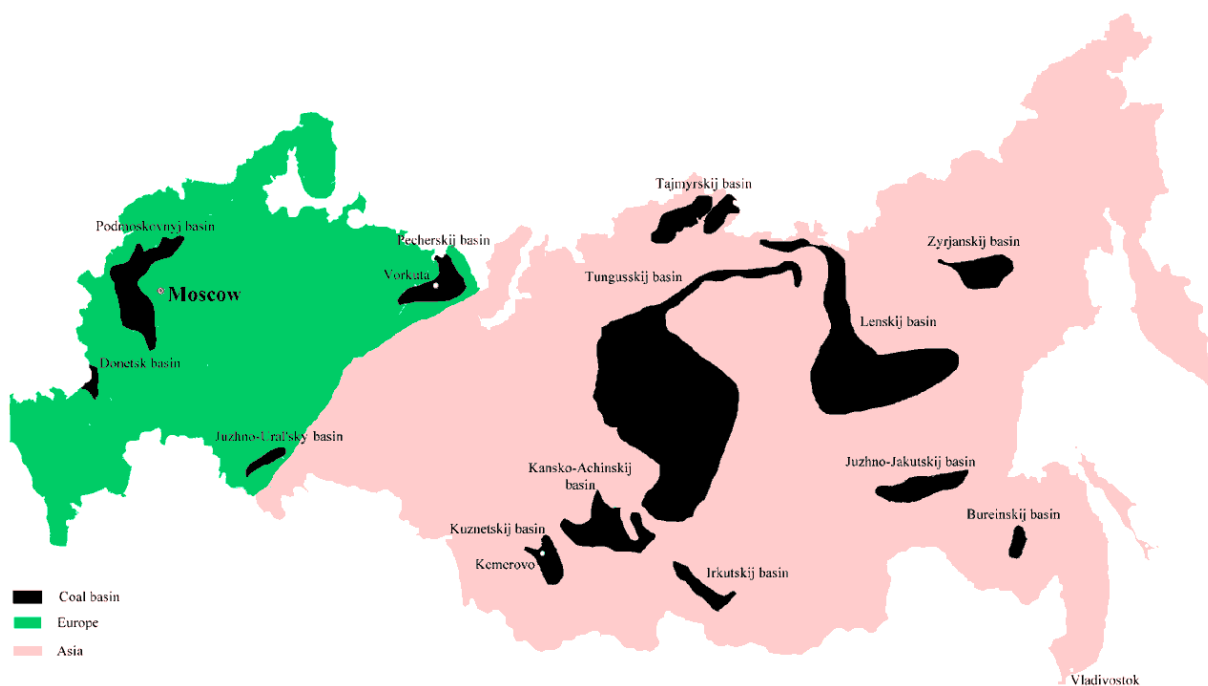 Tajmyrskij basin
Podmoskovnyj basin
Pecherskij basin
Zyrjanskij basin
Vorkuta
Tungusskij basin
Moscow
Lenskij basin
Donetsk basin
Juzhno-Ural'sky basin
Kansko-Achinskij
basin
Juzhno-Jakutskij basin
Bureinskij basin
Kuznetskij basin
Kemerovo
Irkutskij basin
Coal basin
Europe
Asia
Vladivostok